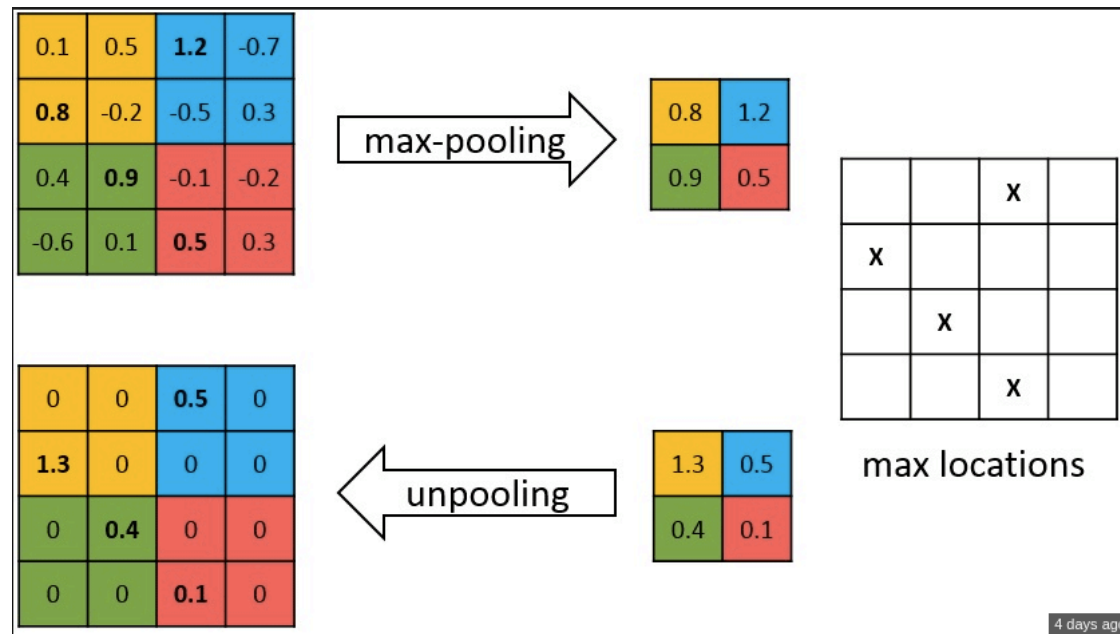 0.1 0.5 1.2 -0.7
0.8 -0.2 -0.5 0.3
0.4 0.9 -0.1 -0.2
-0.6 0.1 0.5 0.3
max-pooling
0.8 1.2
0.9 0.5
X
X
X
X
max locations
0 0 0.5 0
1.3 0 0 0
0 0.4 0 0
0 0 0.1 0
unpooling
1.3 0.5
0.4 0.1
4 days ago